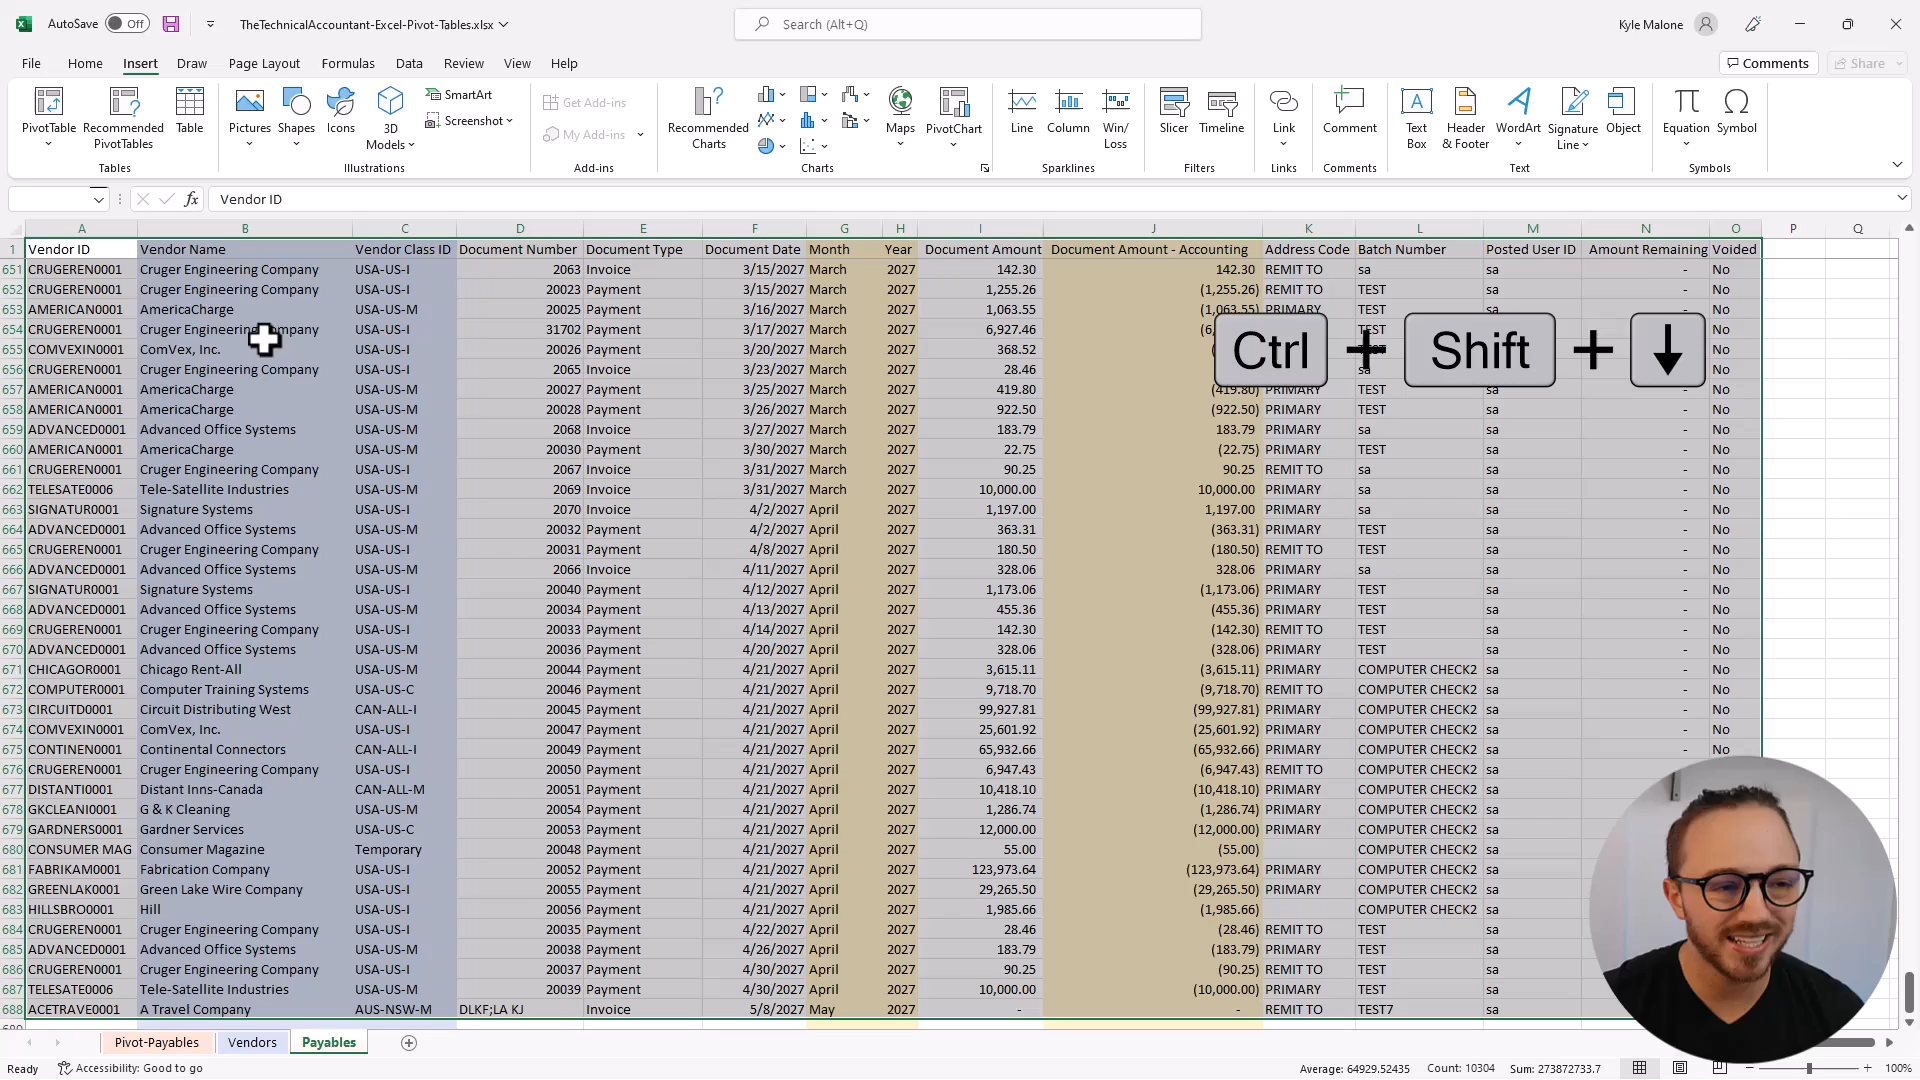 AutoSave Off TheTechnicalAccountant-Excel-Pivot-Tables.xlsx Search (Alt+Q) Kyle Malone
File Home Insert Draw Page Layout Formulas Data Review View Help Comments Share
PivotTable Recommended PivotTables Table Pictures Shapes Icons 3D Models SmartArt Screenshot Get Add-ins My Add-ins Recommended Charts Maps PivotChart Line Column Win/Loss Slicer Timeline Link Comment Text Box Header & Footer WordArt Signature Line Object Equation Symbol
Tables Illustrations Add-ins Charts Sparklines Filters Links Comments Text Symbols
fx Vendor ID
A B C D E F G H I J K L M N O P Q
1 Vendor ID Vendor Name Vendor Class ID Document Number Document Type Document Date Month Year Document Amount Document Amount - Accounting Address Code Batch Number Posted User ID Amount Remaining Voided
651 CRUGEREN0001 Cruger Engineering Company USA-US-I 2063 Invoice 3/15/2027 March 2027 142.30 142.30 REMIT TO sa sa - No
652 CRUGEREN0001 Cruger Engineering Company USA-US-I 20023 Payment 3/15/2027 March 2027 1,255.26 (1,255.26) REMIT TO TEST sa - No
653 AMERICAN0001 AmericaCharge USA-US-M 20025 Payment 3/16/2027 March 2027 1,063.55 (1,063.55) PRIMARY TEST sa - No
654 CRUGEREN0001 Cruger Engineering Company USA-US-I 31702 Payment 3/17/2027 March 2027 6,927.46 TEST sa - No
655 COMVEXIN0001 ComVex, Inc. USA-US-I 20026 Payment 3/20/2027 March 2027 368.52 No
656 CRUGEREN0001 Cruger Engineering Company USA-US-I 2065 Invoice 3/23/2027 March 2027 28.46 sa No
657 AMERICAN0001 AmericaCharge USA-US-M 20027 Payment 3/25/2027 March 2027 419.80 (419.80) PRIMARY TEST sa - No
658 AMERICAN0001 AmericaCharge USA-US-M 20028 Payment 3/26/2027 March 2027 922.50 (922.50) PRIMARY TEST sa - No
659 ADVANCED0001 Advanced Office Systems USA-US-M 2068 Invoice 3/27/2027 March 2027 183.79 183.79 PRIMARY sa sa - No
660 AMERICAN0001 AmericaCharge USA-US-M 20030 Payment 3/30/2027 March 2027 22.75 (22.75) PRIMARY TEST sa - No
661 CRUGEREN0001 Cruger Engineering Company USA-US-I 2067 Invoice 3/31/2027 March 2027 90.25 90.25 REMIT TO sa sa - No
662 TELESATE0006 Tele-Satellite Industries USA-US-M 2069 Invoice 3/31/2027 March 2027 10,000.00 10,000.00 PRIMARY sa sa - No
663 SIGNATUR0001 Signature Systems USA-US-I 2070 Invoice 4/2/2027 April 2027 1,197.00 1,197.00 PRIMARY sa sa - No
664 ADVANCED0001 Advanced Office Systems USA-US-M 20032 Payment 4/2/2027 April 2027 363.31 (363.31) PRIMARY TEST sa - No
665 CRUGEREN0001 Cruger Engineering Company USA-US-I 20031 Payment 4/8/2027 April 2027 180.50 (180.50) REMIT TO TEST sa - No
666 ADVANCED0001 Advanced Office Systems USA-US-M 2066 Invoice 4/11/2027 April 2027 328.06 328.06 PRIMARY sa sa - No
667 SIGNATUR0001 Signature Systems USA-US-I 20040 Payment 4/12/2027 April 2027 1,173.06 (1,173.06) PRIMARY TEST sa - No
668 ADVANCED0001 Advanced Office Systems USA-US-M 20034 Payment 4/13/2027 April 2027 455.36 (455.36) PRIMARY TEST sa - No
669 CRUGEREN0001 Cruger Engineering Company USA-US-I 20033 Payment 4/14/2027 April 2027 142.30 (142.30) REMIT TO TEST sa - No
670 ADVANCED0001 Advanced Office Systems USA-US-M 20036 Payment 4/20/2027 April 2027 328.06 (328.06) PRIMARY TEST sa - No
671 CHICAGOR0001 Chicago Rent-All USA-US-M 20044 Payment 4/21/2027 April 2027 3,615.11 (3,615.11) PRIMARY COMPUTER CHECK2 sa - No
672 COMPUTER0001 Computer Training Systems USA-US-C 20046 Payment 4/21/2027 April 2027 9,718.70 (9,718.70) REMIT TO COMPUTER CHECK2 sa - No
673 CIRCUITD0001 Circuit Distributing West CAN-ALL-I 20045 Payment 4/21/2027 April 2027 99,927.81 (99,927.81) PRIMARY COMPUTER CHECK2 sa - No
674 COMVEXIN0001 ComVex, Inc. USA-US-I 20047 Payment 4/21/2027 April 2027 25,601.92 (25,601.92) PRIMARY COMPUTER CHECK2 sa - No
675 CONTINEN0001 Continental Connectors CAN-ALL-I 20049 Payment 4/21/2027 April 2027 65,932.66 (65,932.66) PRIMARY COMPUTER CHECK2 sa - No
676 CRUGEREN0001 Cruger Engineering Company USA-US-I 20050 Payment 4/21/2027 April 2027 6,947.43 (6,947.43) REMIT TO COMPUTER CHECK2 sa
677 DISTANTI0001 Distant Inns-Canada CAN-ALL-M 20051 Payment 4/21/2027 April 2027 10,418.10 (10,418.10) PRIMARY COMPUTER CHECK2 sa
678 GKCLEANI0001 G & K Cleaning USA-US-M 20054 Payment 4/21/2027 April 2027 1,286.74 (1,286.74) PRIMARY COMPUTER CHECK2 sa
679 GARDNERS0001 Gardner Services USA-US-C 20053 Payment 4/21/2027 April 2027 12,000.00 (12,000.00) PRIMARY COMPUTER CHECK2 sa
680 CONSUMER MAG Consumer Magazine Temporary 20048 Payment 4/21/2027 April 2027 55.00 (55.00) COMPUTER CHECK2 sa
681 FABRIKAM0001 Fabrication Company USA-US-I 20052 Payment 4/21/2027 April 2027 123,973.64 (123,973.64) PRIMARY COMPUTER CHECK2 sa
682 GREENLAK0001 Green Lake Wire Company USA-US-I 20055 Payment 4/21/2027 April 2027 29,265.50 (29,265.50) PRIMARY COMPUTER CHECK2 sa
683 HILLSBRO0001 Hill USA-US-I 20056 Payment 4/21/2027 April 2027 1,985.66 (1,985.66) COMPUTER CHECK2 sa
684 CRUGEREN0001 Cruger Engineering Company USA-US-I 20035 Payment 4/22/2027 April 2027 28.46 (28.46) REMIT TO TEST sa
685 ADVANCED0001 Advanced Office Systems USA-US-M 20038 Payment 4/26/2027 April 2027 183.79 (183.79) PRIMARY TEST sa
686 CRUGEREN0001 Cruger Engineering Company USA-US-I 20037 Payment 4/30/2027 April 2027 90.25 (90.25) REMIT TO TEST sa
687 TELESATE0006 Tele-Satellite Industries USA-US-M 20039 Payment 4/30/2027 April 2027 10,000.00 (10,000.00) PRIMARY TEST sa
688 ACETRAVE0001 A Travel Company AUS-NSW-M DLKF;LA KJ Invoice 5/8/2027 May 2027 - - REMIT TO TEST7 sa
Ctrl + Shift + ↓
Pivot-Payables Vendors Payables
Ready Accessibility: Good to go Average: 64929.52435 Count: 10304 Sum: 273872733.7 100%